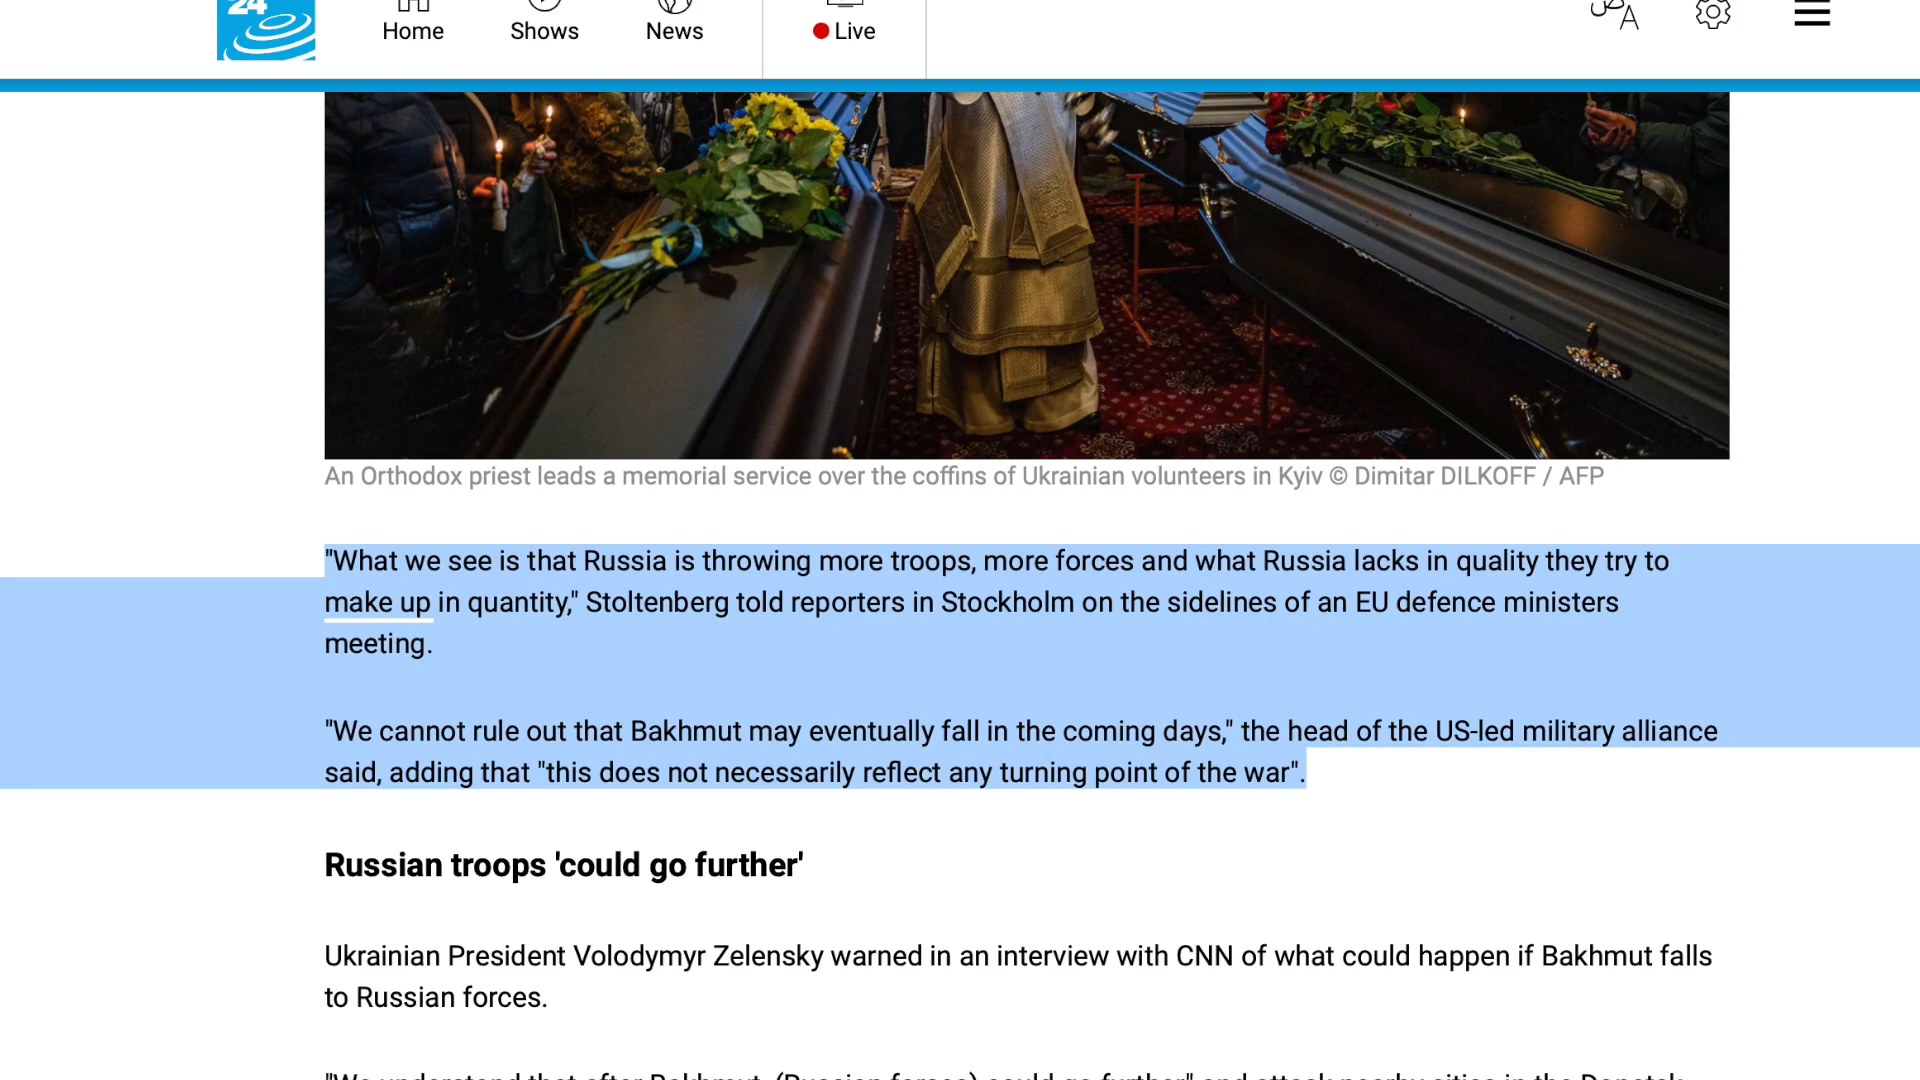 24
Home
Shows
News
Live
ض A
An Orthodox priest leads a memorial service over the coffins of Ukrainian volunteers in Kyiv © Dimitar DILKOFF / AFP
"What we see is that Russia is throwing more troops, more forces and what Russia lacks in quality they try to
make up in quantity," Stoltenberg told reporters in Stockholm on the sidelines of an EU defence ministers
meeting.
"We cannot rule out that Bakhmut may eventually fall in the coming days," the head of the US-led military alliance
said, adding that "this does not necessarily reflect any turning point of the war".
Russian troops 'could go further'
Ukrainian President Volodymyr Zelensky warned in an interview with CNN of what could happen if Bakhmut falls
to Russian forces.
"We understand that after Bakhmut, (Russian forces) could go further" and attack nearby cities in the Donetsk